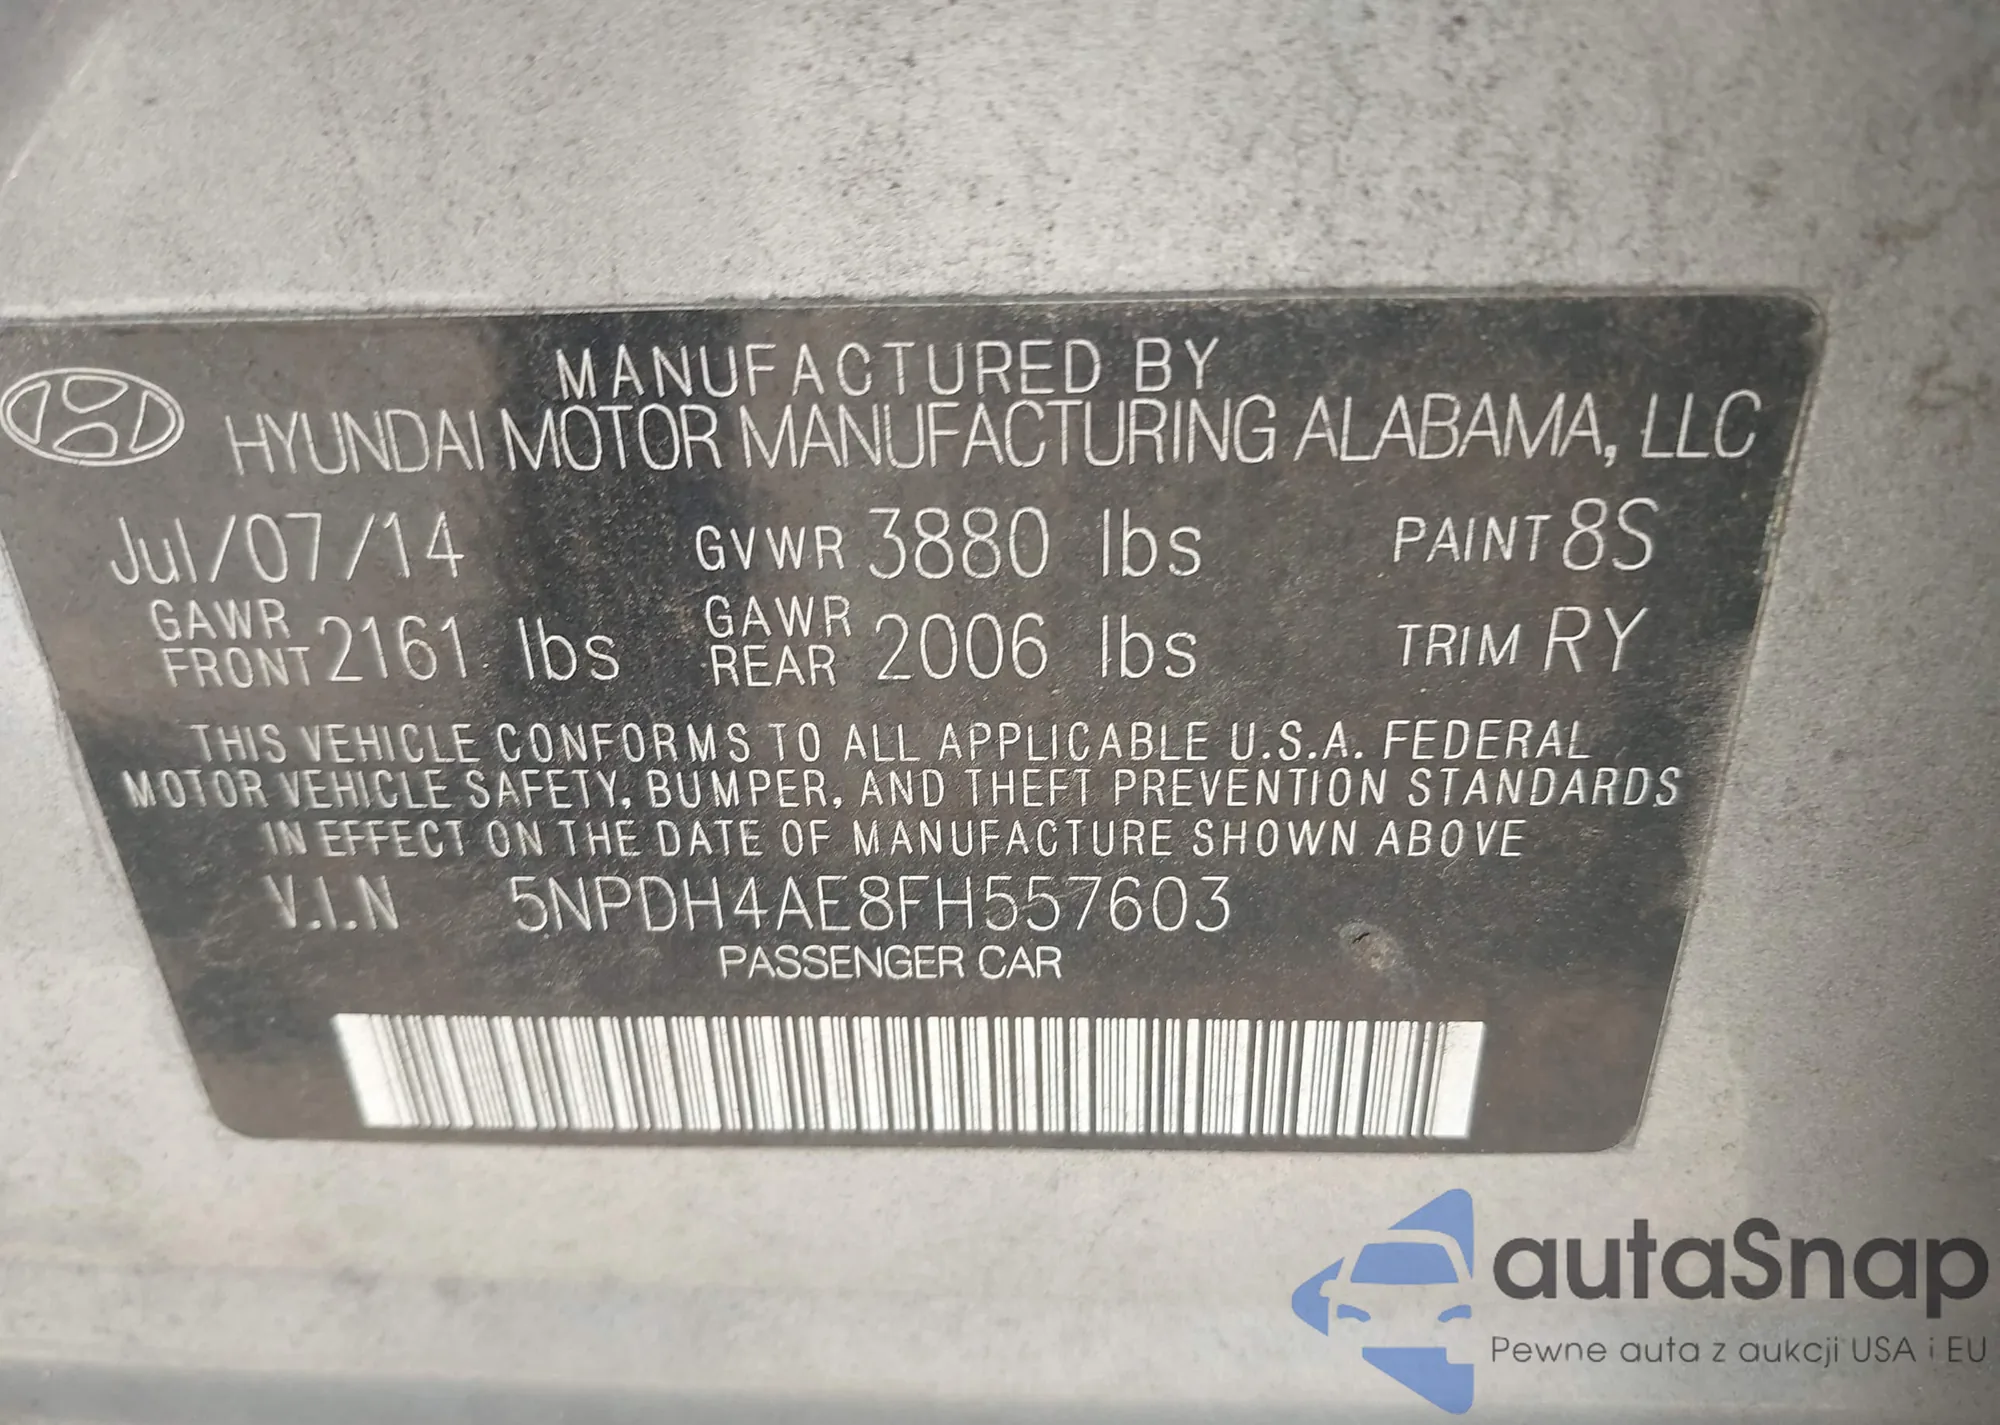 MANUFACTURED BY
HYUNDAI MOTOR MANUFACTURING ALABAMA, LLC
Jul/07/14 GVWR 3880 lbs PAINT 8S
GAWR FRONT 2161 lbs GAWR REAR 2006 lbs TRIM RY
THIS VEHICLE CONFORMS TO ALL APPLICABLE U.S.A. FEDERAL
MOTOR VEHICLE SAFETY, BUMPER, AND THEFT PREVENTION STANDARDS
IN EFFECT ON THE DATE OF MANUFACTURE SHOWN ABOVE
V.I.N 5NPDH4AE8FH557603
PASSENGER CAR
autaSnap
Pewne auta z aukcji USA i EU